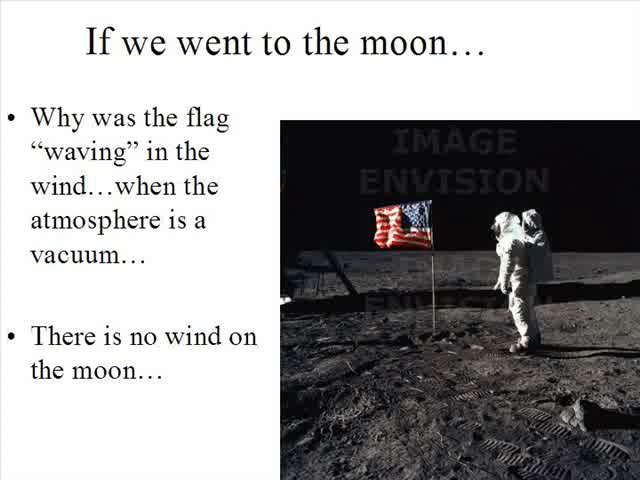 If we went to the moon…
• Why was the flag
“waving” in the
wind…when the
atmosphere is a
vacuum…
• There is no wind on
the moon…
IMAGE
ENVISION
ENVISION